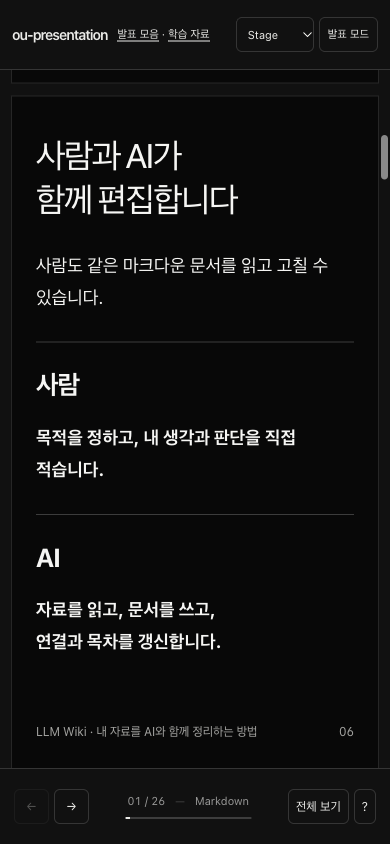 ou-presentation 발표 모음 · 학습 자료 Stage 발표 모드
사람과 AI가
함께 편집합니다
사람도 같은 마크다운 문서를 읽고 고칠 수
있습니다.
사람
목적을 정하고, 내 생각과 판단을 직접
적습니다.
AI
자료를 읽고, 문서를 쓰고,
연결과 목차를 갱신합니다.
LLM Wiki · 내 자료를 AI와 함께 정리하는 방법 06
← → 01 / 26 — Markdown 전체 보기 ?